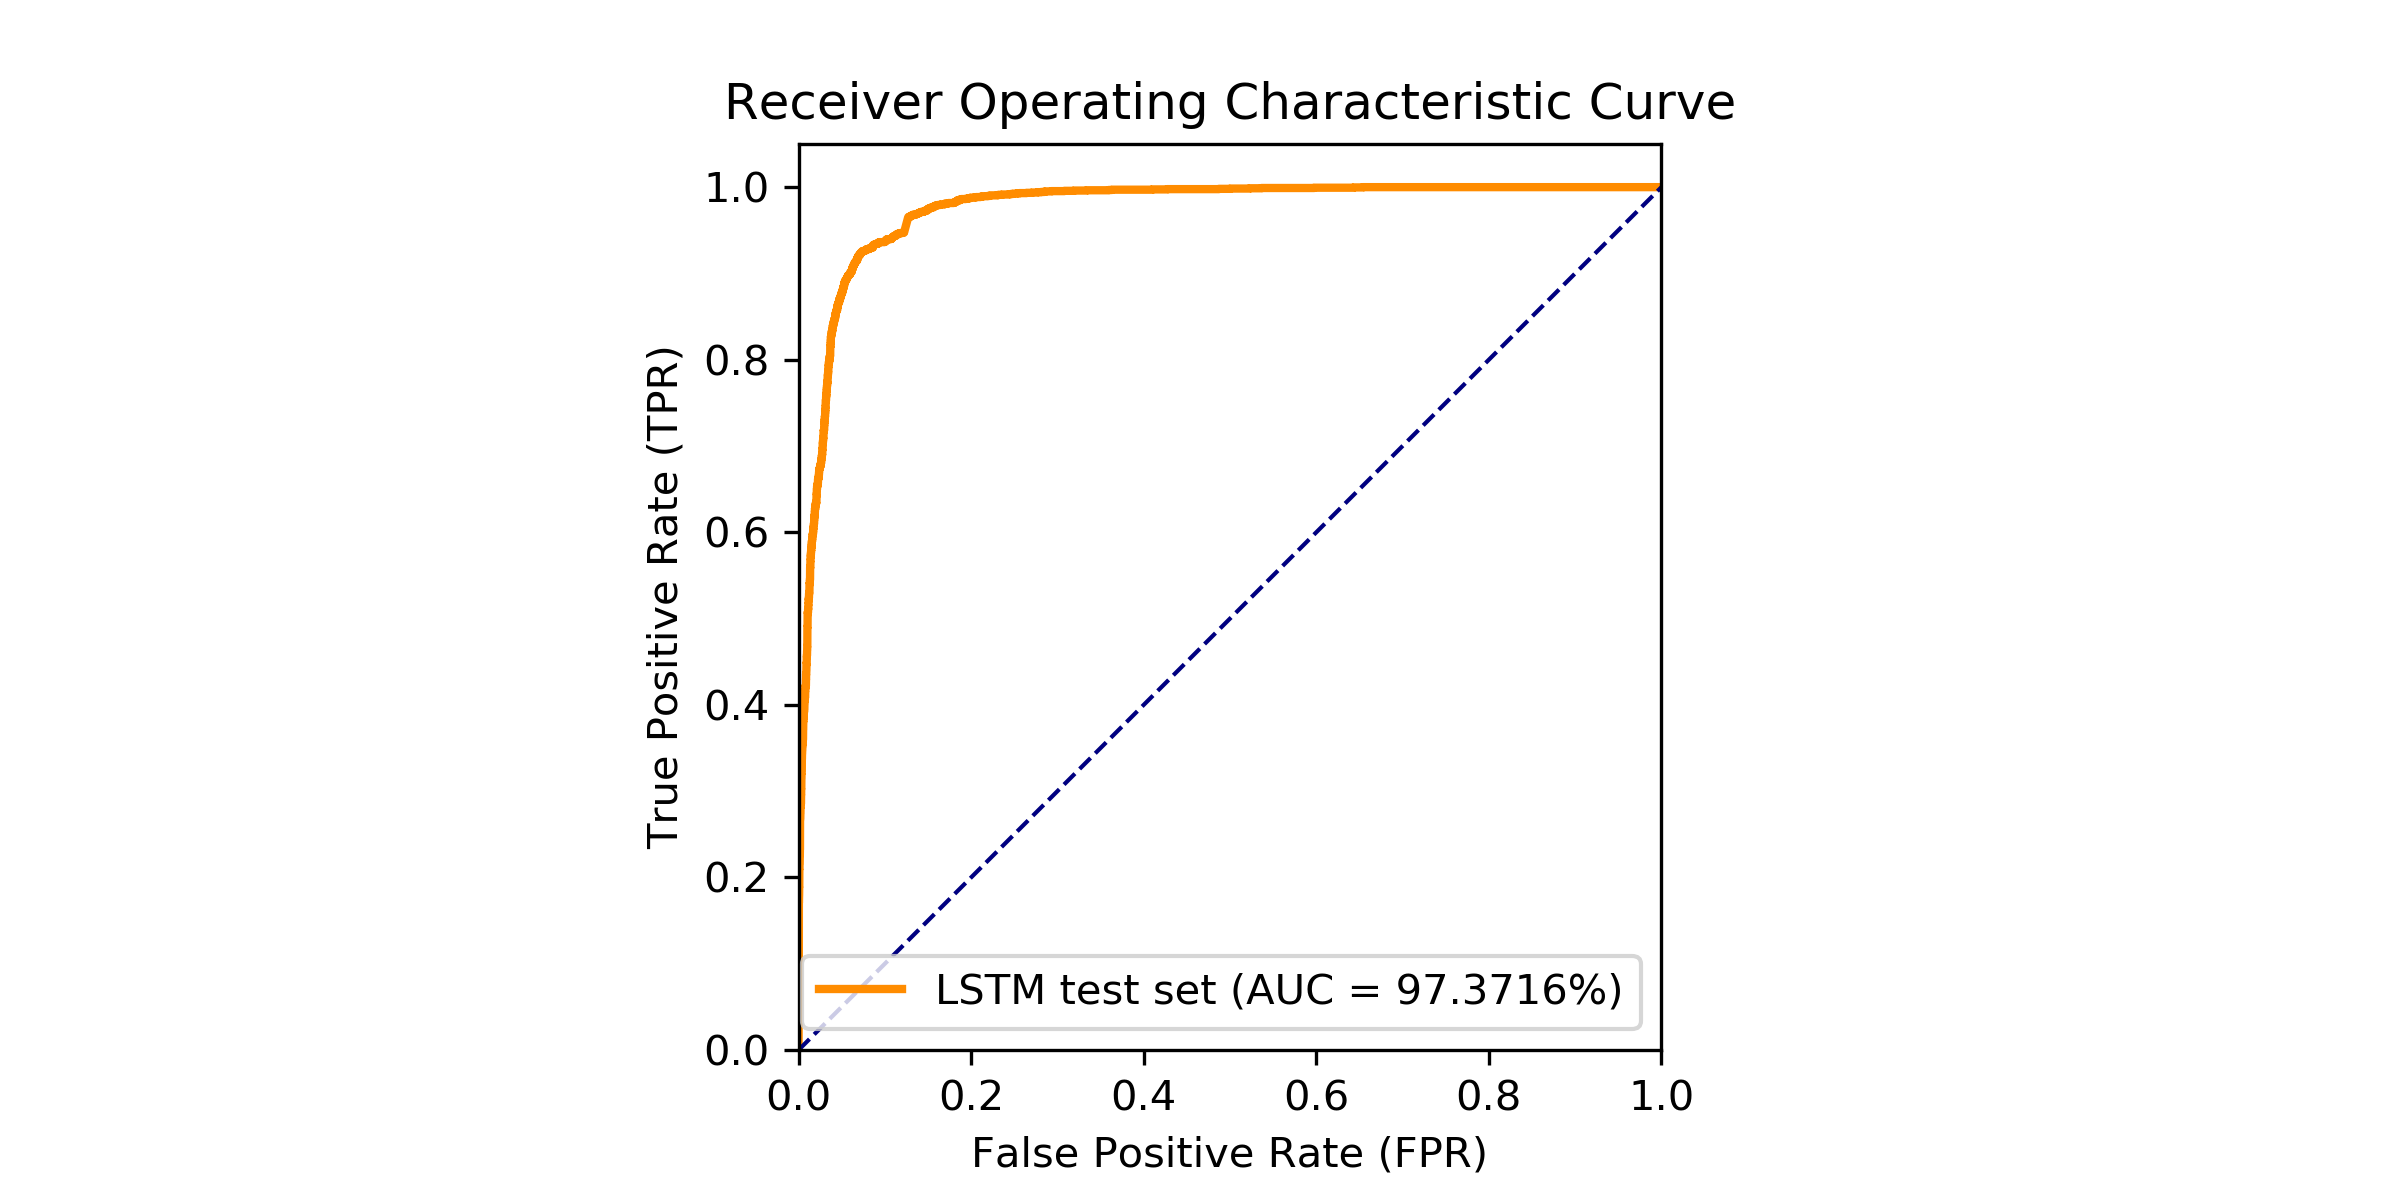 Receiver Operating Characteristic Curve
1.0
0.8
0.6
0.4
0.2
0.0
True Positive Rate (TPR)
LSTM test set (AUC = 97.3716%)
0.0 0.2 0.4 0.6 0.8 1.0
False Positive Rate (FPR)